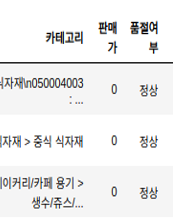 카테고리 판매가 품절여부
식자재\n050004003 : ... 0 정상
자재 > 중식 식자재 0 정상
이커리/카페 용기 > 생수/쥬스/... 0 정상